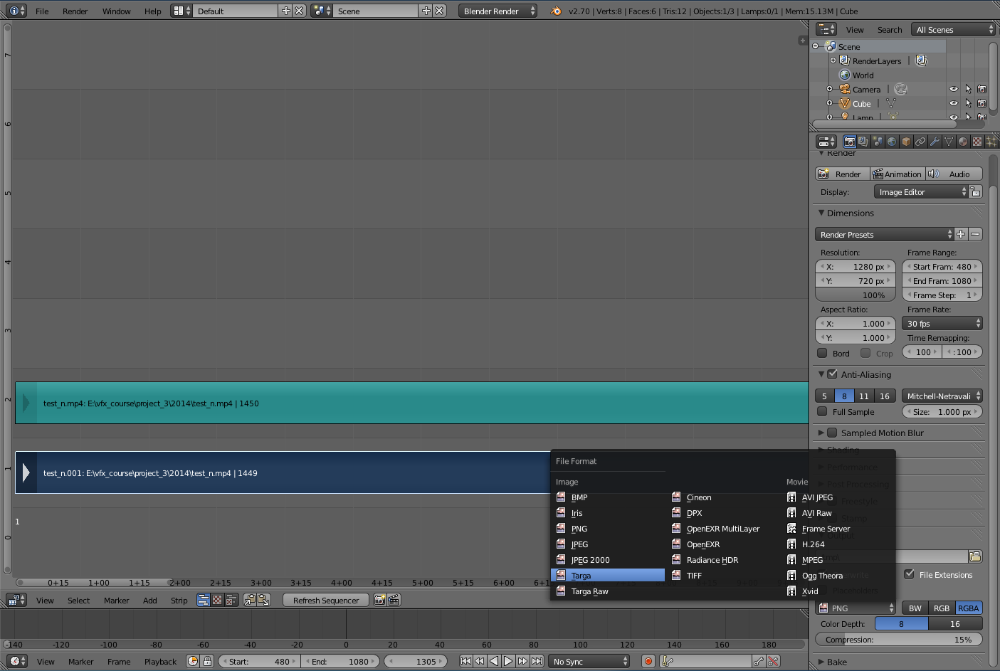 File Render Window Help Default Scene Blender Render v2.70 | Verts:8 | Faces:6 | Tris:12 | Objects:1/3 | Lamps:0/1 | Mem:15.13M | Cube
View Search All Scenes
Scene
RenderLayers |
World
Camera |
Cube |
Lamp
Render
Render Animation Audio
Display: Image Editor
Dimensions
Render Presets
Resolution: Frame Range:
X: 1280 px Start Fram: 480
Y: 720 px End Fram: 1080
100% Frame Step: 1
Aspect Ratio: Frame Rate:
X: 1.000 30 fps
Y: 1.000 Time Remapping:
Bord Crop 100 :100
Anti-Aliasing
5 8 11 16 Mitchell-Netravali
Full Sample Size: 1.000 px
Sampled Motion Blur
Shading
Performance
Post Processing
Freestyle
Stamp
Output
File Extensions
Placeholders
PNG BW RGB RGBA
Color Depth: 8 16
Compression: 15%
Bake
7
6
5
4
3
2
1
0
test_n.mp4: E:\vfx_course\project_3\2014\test_n.mp4 | 1450
test_n.001: E:\vfx_course\project_3\2014\test_n.mp4 | 1449
1
File Format
Image Movie
BMP Cineon AVI JPEG
Iris DPX AVI Raw
PNG OpenEXR MultiLayer Frame Server
JPEG OpenEXR H.264
JPEG 2000 Radiance HDR MPEG
Targa TIFF Ogg Theora
Targa Raw Xvid
0+15 1+00 1+15 2+00 2+15 3+00 3+15 4+00 4+15 5+00 5+15 6+00
View Select Marker Add Strip Refresh Sequencer
-140 -120 -100 -80 -60 -40 -20 0 20 40 60 80 100 120 140 160 180
View Marker Frame Playback Start: 480 End: 1080 1305 No Sync